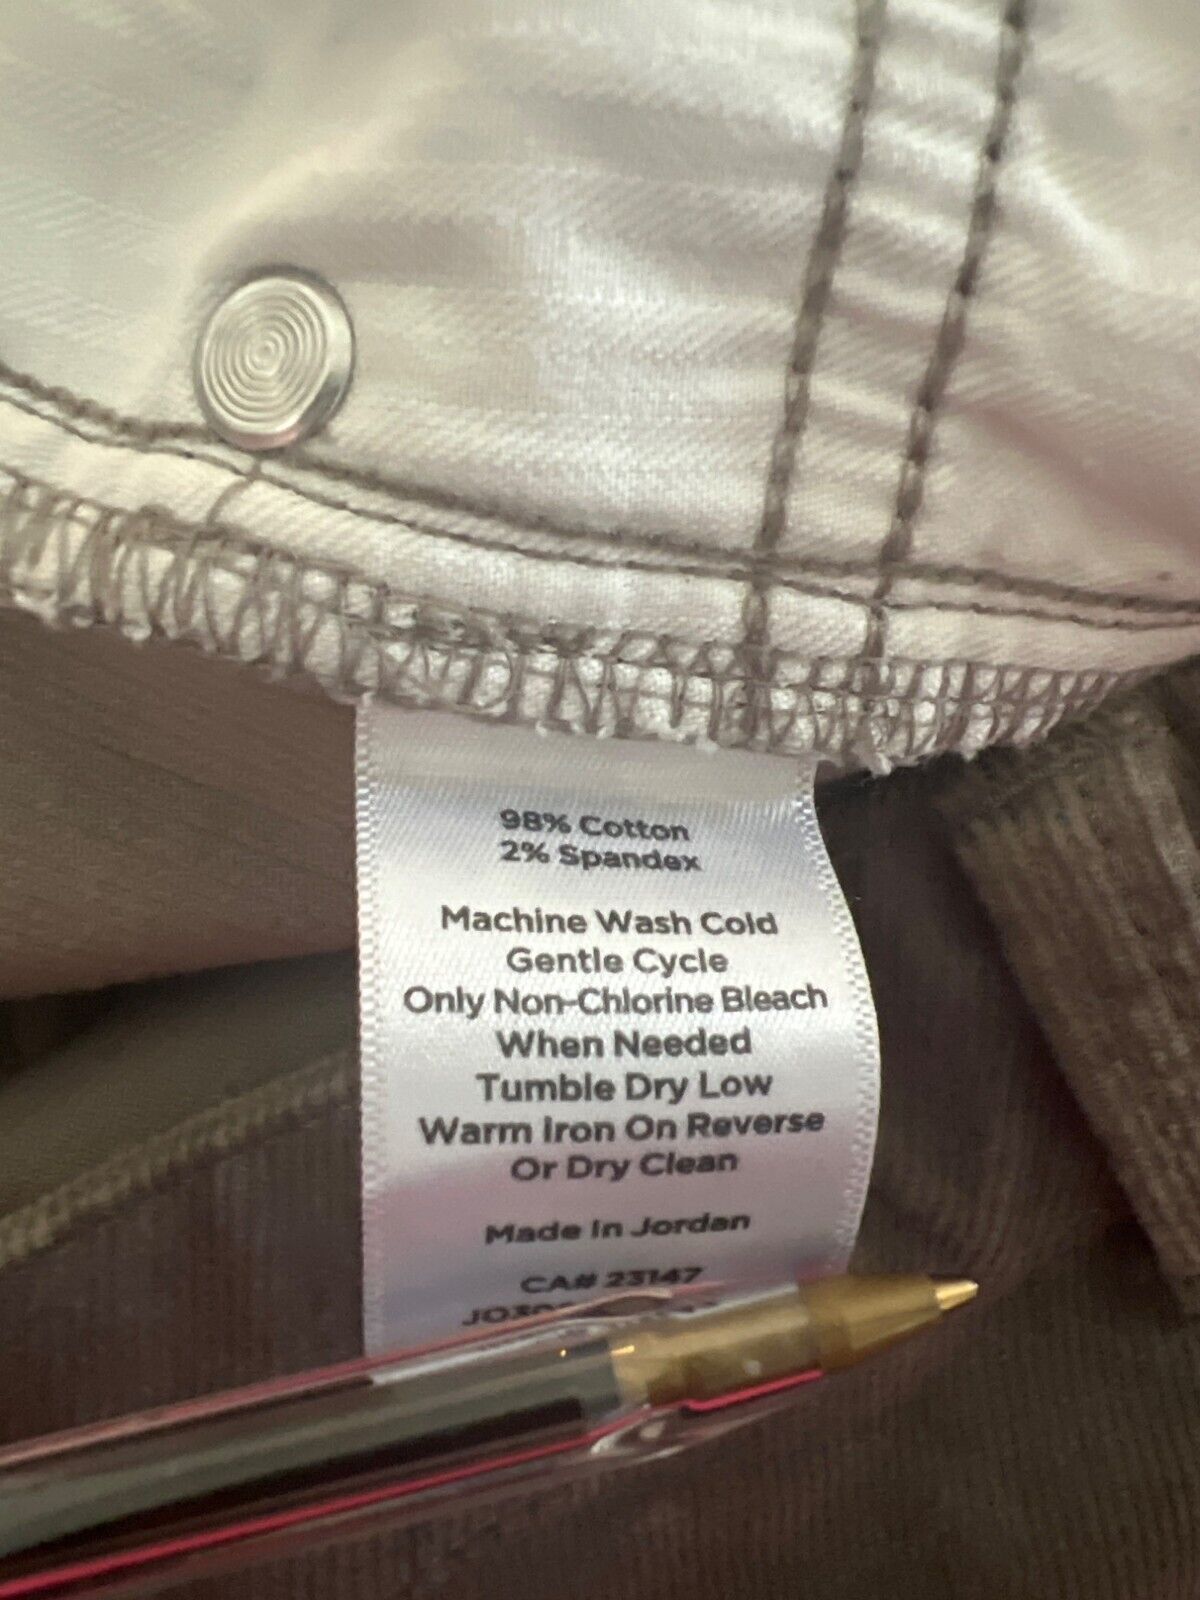 98% Cotton
2% Spandex
Machine Wash Cold
Gentle Cycle
Only Non-Chlorine Bleach
When Needed
Tumble Dry Low
Warm Iron On Reverse
Or Dry Clean
Made In Jordan
CA# 23147